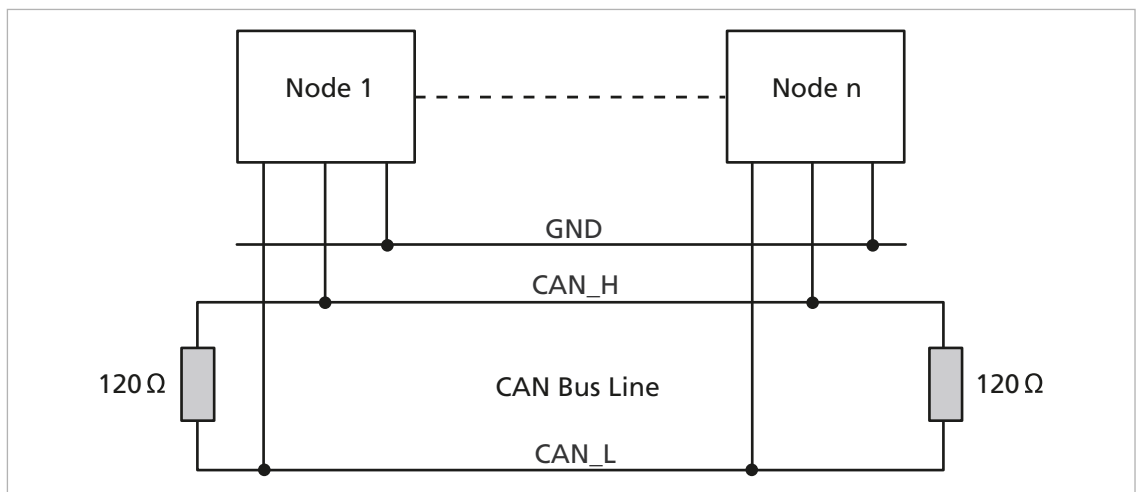 Node 1
Node n
GND
CAN_H
120 Ω
CAN Bus Line
120 Ω
CAN_L